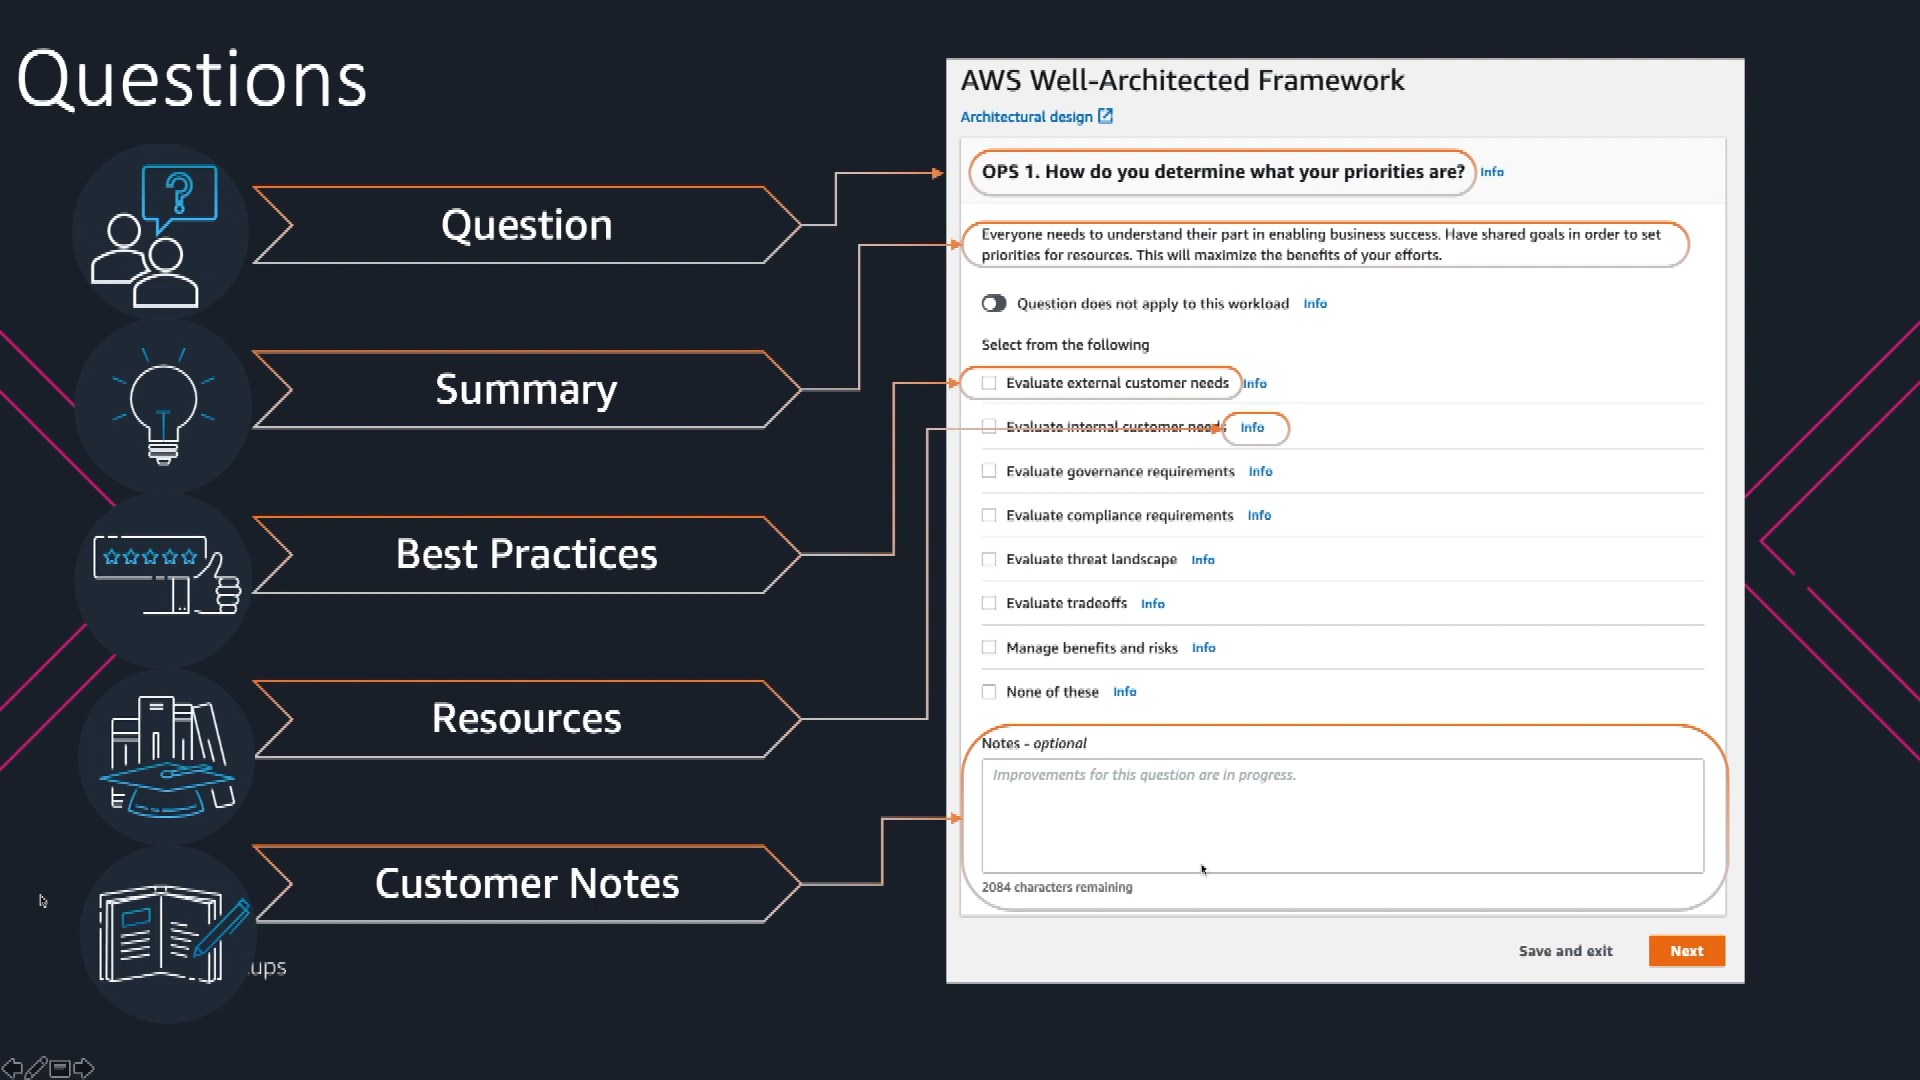 Questions
Question
Summary
Best Practices
Resources
Customer Notes
ups
AWS Well-Architected Framework
Architectural design
OPS 1. How do you determine what your priorities are? Info
Everyone needs to understand their part in enabling business success. Have shared goals in order to set
priorities for resources. This will maximize the benefits of your efforts.
Question does not apply to this workload Info
Select from the following
Evaluate external customer needs Info
Evaluate internal customer needs Info
Evaluate governance requirements Info
Evaluate compliance requirements Info
Evaluate threat landscape Info
Evaluate tradeoffs Info
Manage benefits and risks Info
None of these Info
Notes - optional
Improvements for this question are in progress.
2084 characters remaining
Save and exit Next